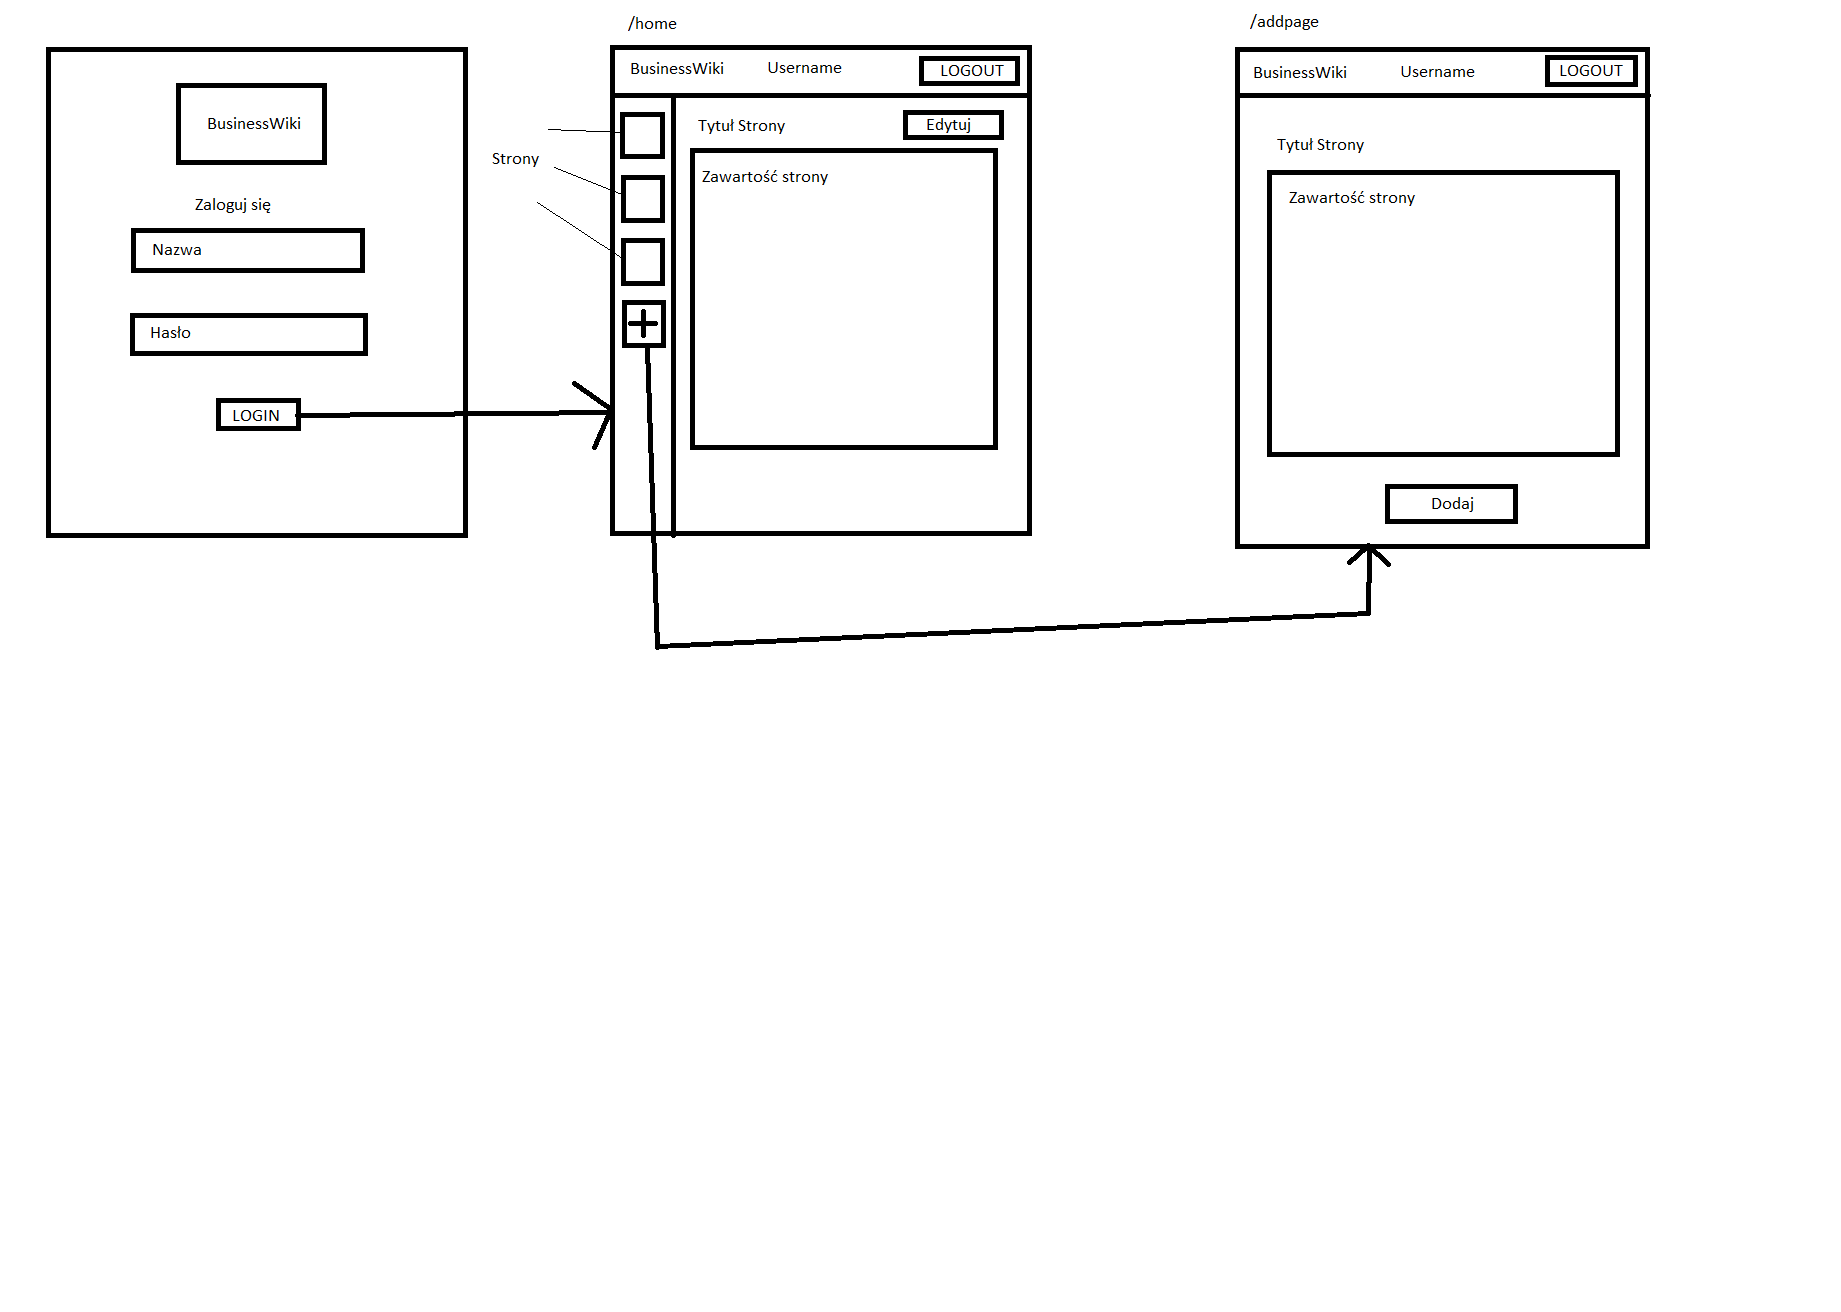 BusinessWiki
Zaloguj się
Nazwa
Hasło
LOGIN
Strony
/home
BusinessWiki
Username
LOGOUT
Tytuł Strony
Edytuj
Zawartość strony
/addpage
BusinessWiki
Username
LOGOUT
Tytuł Strony
Zawartość strony
Dodaj